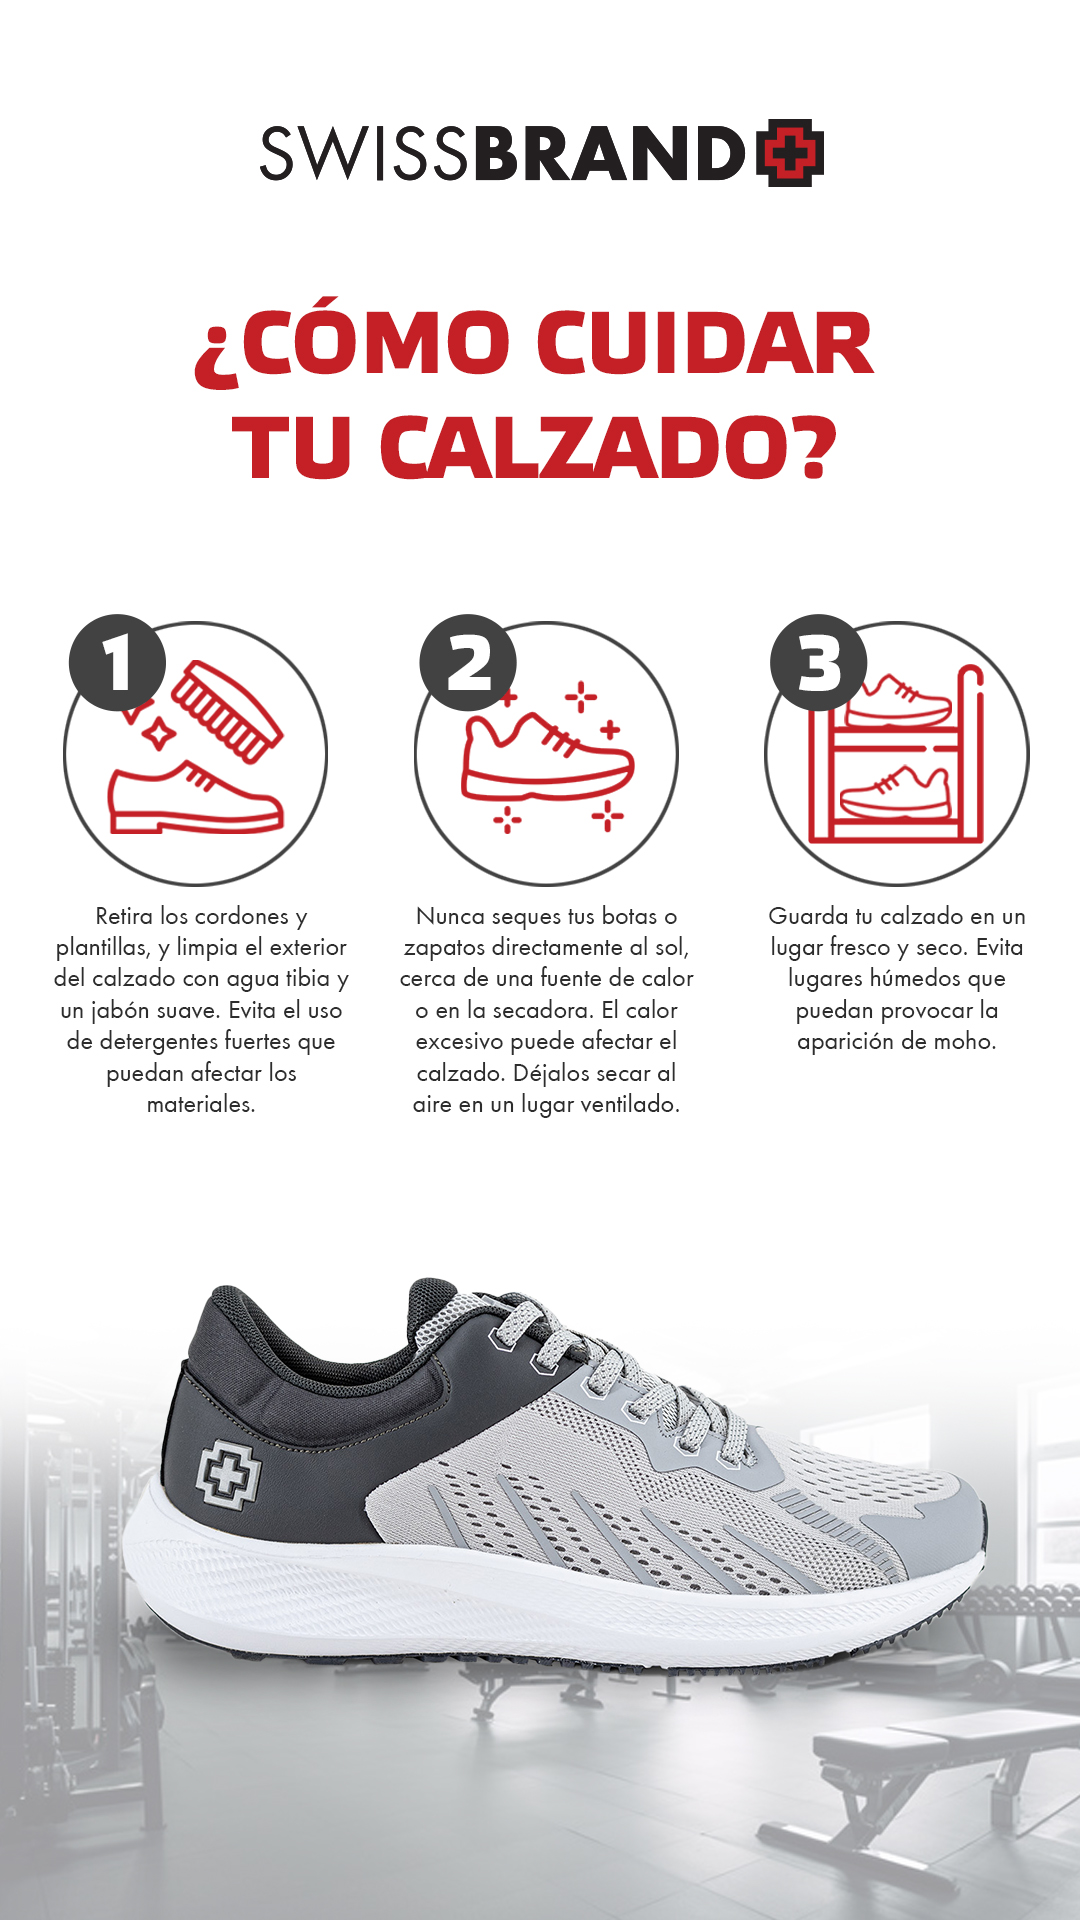 SWISSBRAND
¿CÓMO CUIDAR
TU CALZADO?
1
Retira los cordones y
plantillas, y limpia el exterior
del calzado con agua tibia y
un jabón suave. Evita el uso
de detergentes fuertes que
puedan afectar los
materiales.
2
Nunca seques tus botas o
zapatos directamente al sol,
cerca de una fuente de calor
o en la secadora. El calor
excesivo puede afectar el
calzado. Déjalos secar al
aire en un lugar ventilado.
3
Guarda tu calzado en un
lugar fresco y seco. Evita
lugares húmedos que
puedan provocar la
aparición de moho.